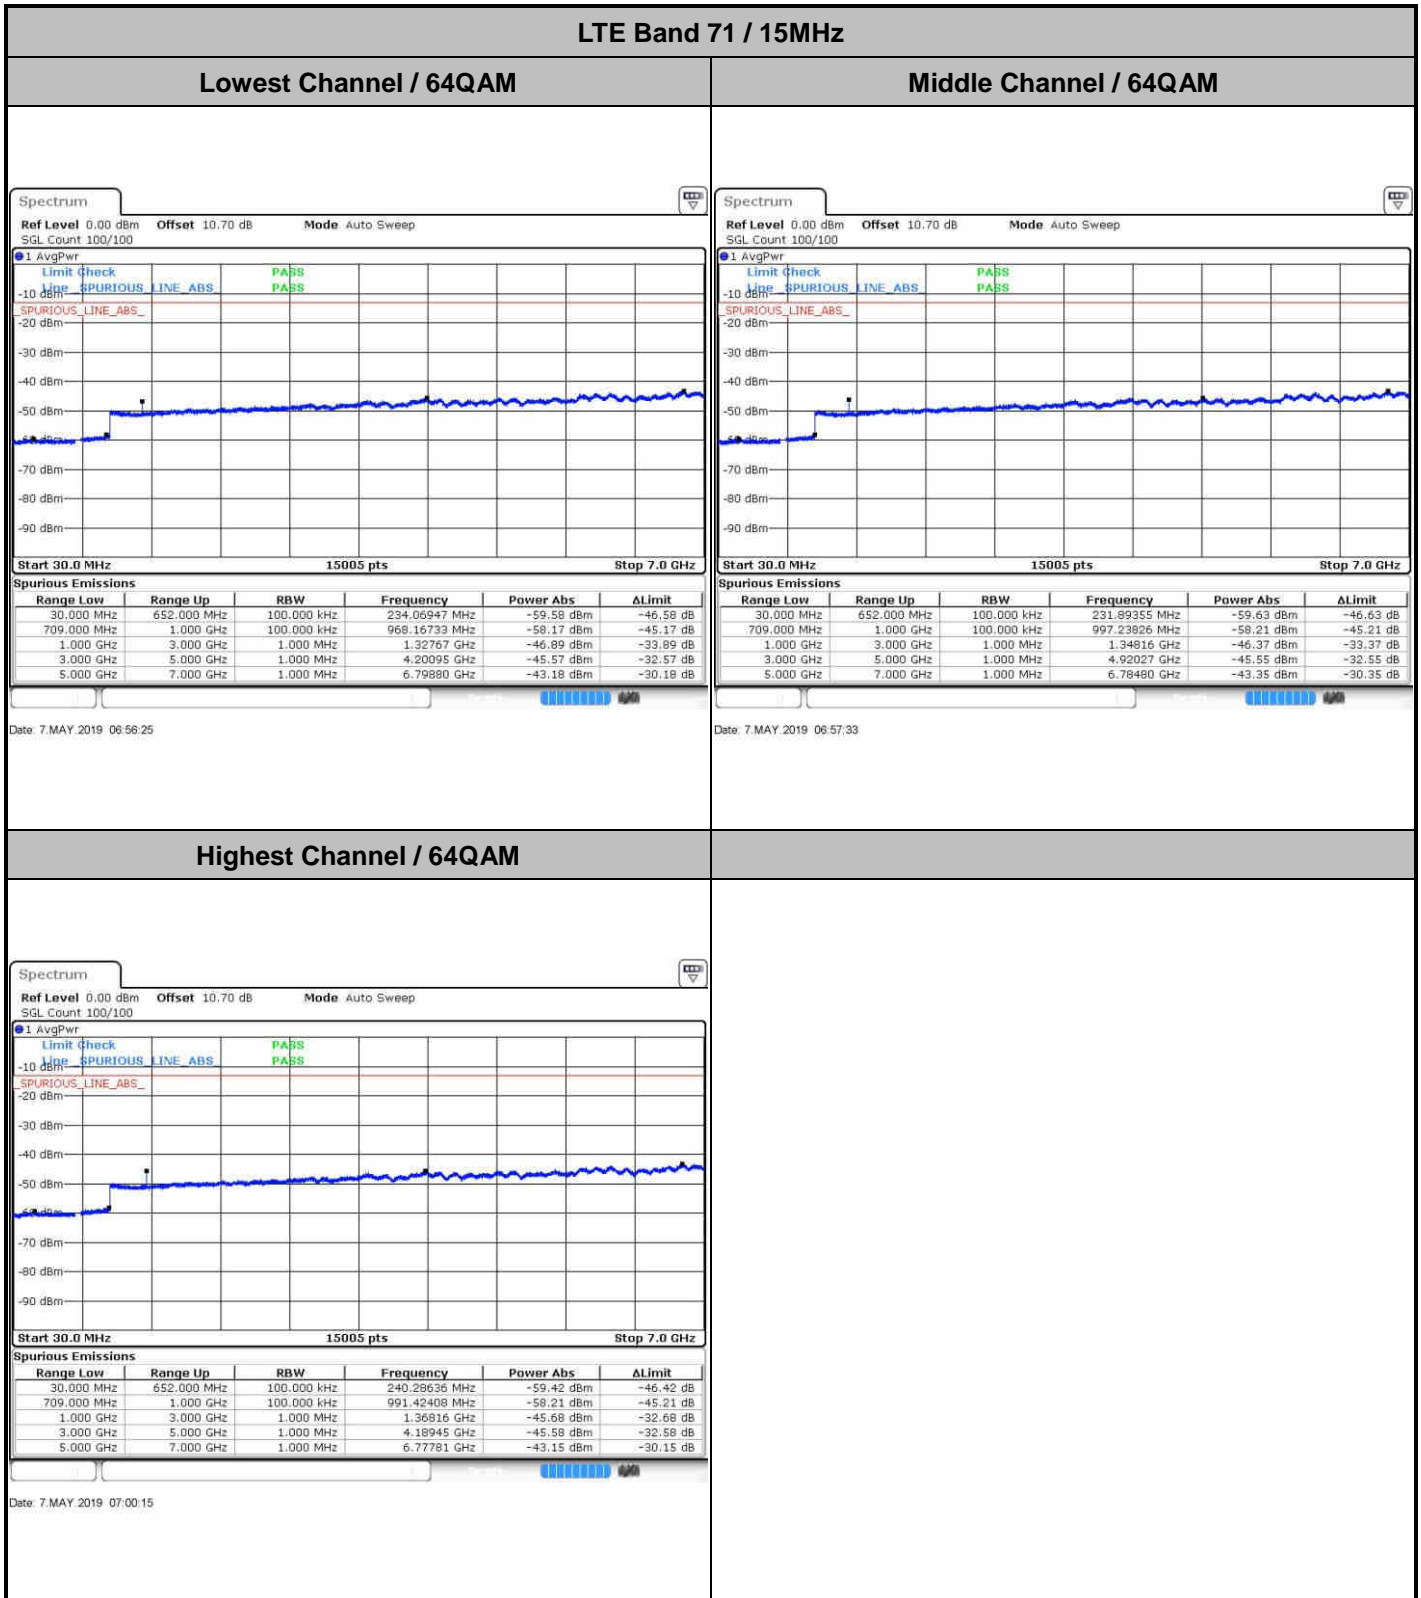 LTE Band 71 / 15MHz
Lowest Channel / 64QAM
Middle Channel / 64QAM
Spectrum
Ref Level 0.00 dBm Offset 10.70 dB Mode Auto Sweep
SGL Count 100/100
1 AvgPwr
Limit Check PASS
Line _SPURIOUS_LINE_ABS_ PASS
-10 dBm
_SPURIOUS_LINE_ABS_
-20 dBm
-30 dBm
-40 dBm
-50 dBm
-60 dBm
-70 dBm
-80 dBm
-90 dBm
Start 30.0 MHz 15005 pts Stop 7.0 GHz
Spurious Emissions
Range Low Range Up RBW Frequency Power Abs ΔLimit
30.000 MHz 652.000 MHz 100.000 kHz 234.06947 MHz -59.58 dBm -46.58 dB
709.000 MHz 1.000 GHz 100.000 kHz 968.16733 MHz -58.17 dBm -45.17 dB
1.000 GHz 3.000 GHz 1.000 MHz 1.32767 GHz -46.89 dBm -33.89 dB
3.000 GHz 5.000 GHz 1.000 MHz 4.20095 GHz -45.57 dBm -32.57 dB
5.000 GHz 7.000 GHz 1.000 MHz 6.79880 GHz -43.18 dBm -30.18 dB
Date: 7.MAY.2019 06:56:25
Spectrum
Ref Level 0.00 dBm Offset 10.70 dB Mode Auto Sweep
SGL Count 100/100
1 AvgPwr
Limit Check PASS
Line _SPURIOUS_LINE_ABS_ PASS
-10 dBm
_SPURIOUS_LINE_ABS_
-20 dBm
-30 dBm
-40 dBm
-50 dBm
-60 dBm
-70 dBm
-80 dBm
-90 dBm
Start 30.0 MHz 15005 pts Stop 7.0 GHz
Spurious Emissions
Range Low Range Up RBW Frequency Power Abs ΔLimit
30.000 MHz 652.000 MHz 100.000 kHz 231.89355 MHz -59.63 dBm -46.63 dB
709.000 MHz 1.000 GHz 100.000 kHz 997.23826 MHz -58.21 dBm -45.21 dB
1.000 GHz 3.000 GHz 1.000 MHz 1.34816 GHz -46.37 dBm -33.37 dB
3.000 GHz 5.000 GHz 1.000 MHz 4.92027 GHz -45.55 dBm -32.55 dB
5.000 GHz 7.000 GHz 1.000 MHz 6.78480 GHz -43.35 dBm -30.35 dB
Date: 7.MAY.2019 06:57:33
Highest Channel / 64QAM
Spectrum
Ref Level 0.00 dBm Offset 10.70 dB Mode Auto Sweep
SGL Count 100/100
1 AvgPwr
Limit Check PASS
Line _SPURIOUS_LINE_ABS_ PASS
-10 dBm
_SPURIOUS_LINE_ABS_
-20 dBm
-30 dBm
-40 dBm
-50 dBm
-60 dBm
-70 dBm
-80 dBm
-90 dBm
Start 30.0 MHz 15005 pts Stop 7.0 GHz
Spurious Emissions
Range Low Range Up RBW Frequency Power Abs ΔLimit
30.000 MHz 652.000 MHz 100.000 kHz 240.28636 MHz -59.42 dBm -46.42 dB
709.000 MHz 1.000 GHz 100.000 kHz 991.42408 MHz -58.21 dBm -45.21 dB
1.000 GHz 3.000 GHz 1.000 MHz 1.36816 GHz -45.68 dBm -32.68 dB
3.000 GHz 5.000 GHz 1.000 MHz 4.18945 GHz -45.58 dBm -32.58 dB
5.000 GHz 7.000 GHz 1.000 MHz 6.77781 GHz -43.15 dBm -30.15 dB
Date: 7.MAY.2019 07:00:15